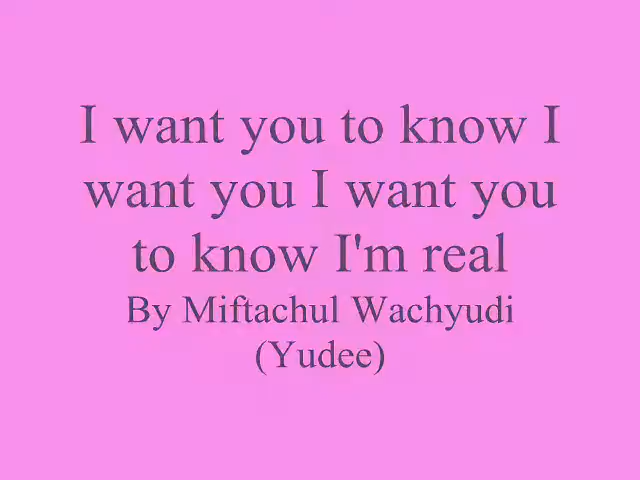 I want you to know I
want you I want you
to know I'm real
By Miftachul Wachyudi
(Yudee)